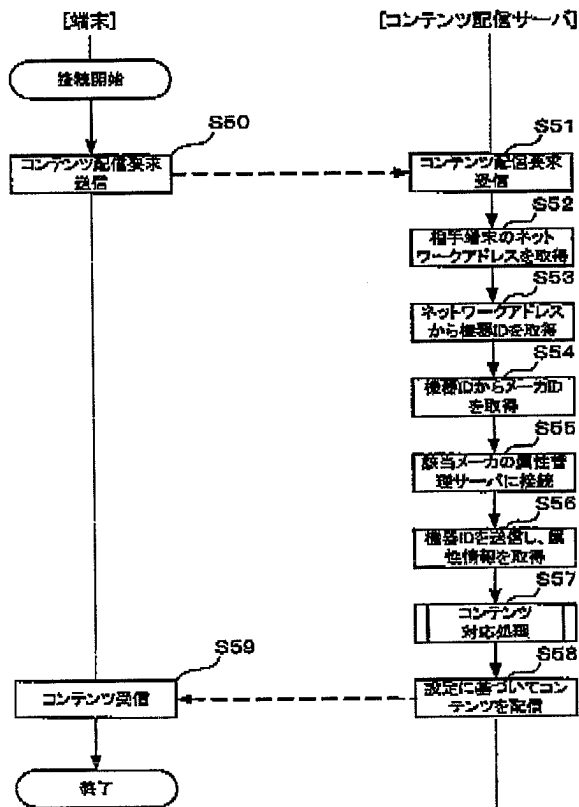 [端末]
[コンテンツ配信サーバ]
接続開始
S50
コンテンツ配信要求
送信
S51
コンテンツ配信要求
受信
S52
相手端末のネット
ワークアドレスを取得
S53
ネットワークアドレス
から機器IDを取得
S54
機器IDからメーカID
を取得
S55
該当メーカの属性管
理サーバに接続
S56
機器IDを送信し、属
性情報を取得
S57
コンテンツ
対応処理
S58
設定に基づいてコン
テンツを配信
S59
コンテンツ受信
終了